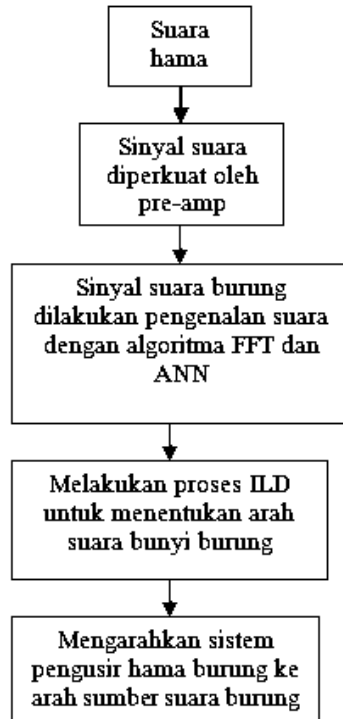 Suara
hama
Sinyal suara
diperkuat oleh
pre-amp
Sinyal suara burung
dilakukan pengenalan suara
dengan algoritma FFT dan
ANN
Melakukan proses ILD
untuk menentukan arah
suara bunyi burung
Mengarahkan sistem
pengusir hama burung ke
arah sumber suara burung